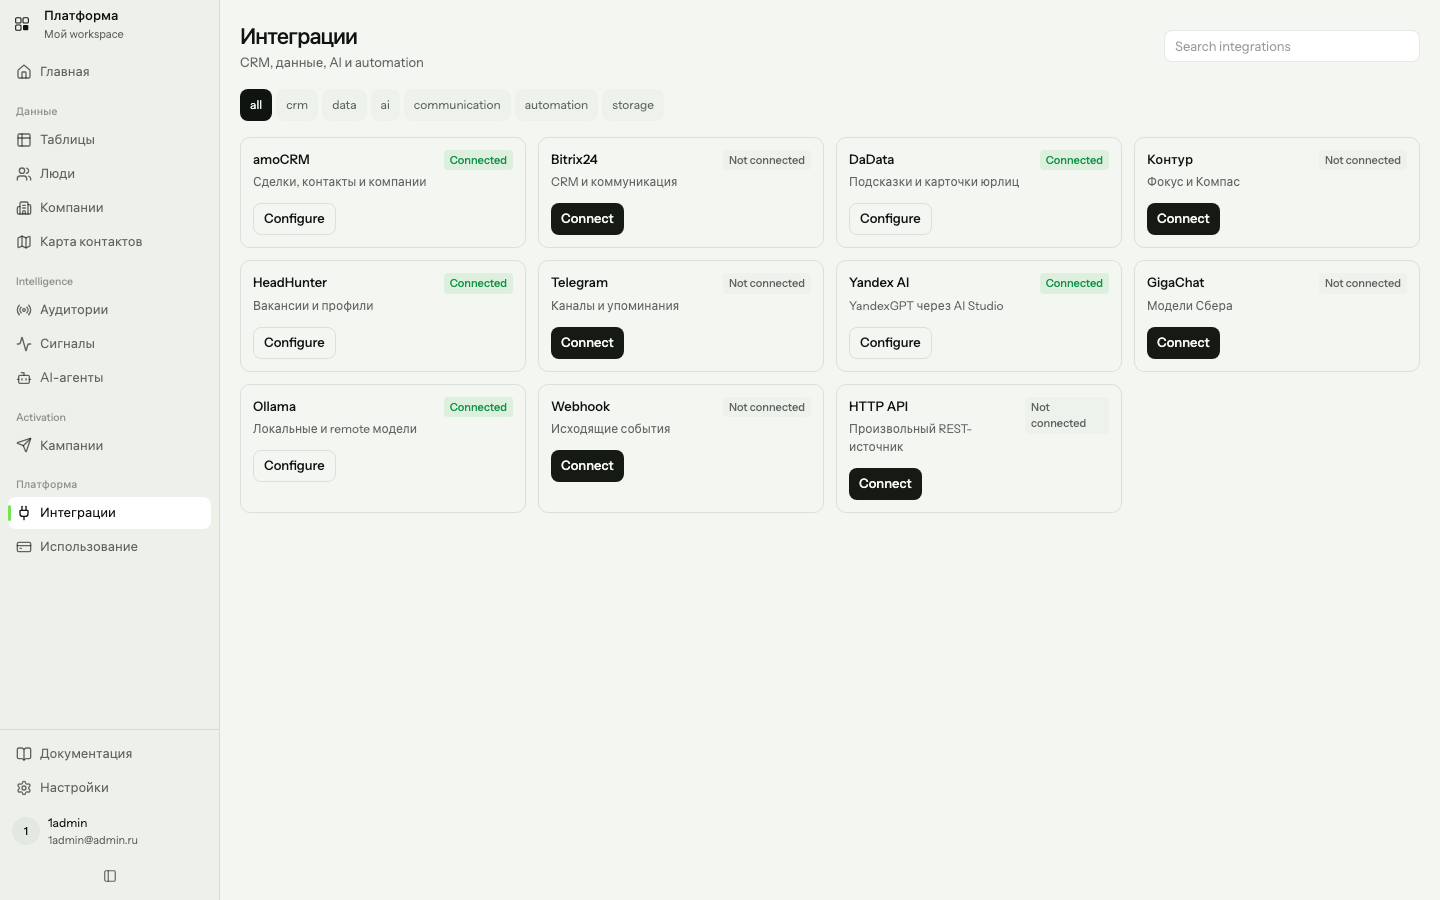 Платформа
Мой workspace
Главная
Данные
Таблицы
Люди
Компании
Карта контактов
Intelligence
Аудитории
Сигналы
AI-агенты
Activation
Кампании
Платформа
Интеграции
Использование
Документация
Настройки
1
1admin
1admin@admin.ru
Интеграции
CRM, данные, AI и automation
Search integrations
all
crm
data
ai
communication
automation
storage
amoCRM
Connected
Сделки, контакты и компании
Configure
Bitrix24
Not connected
CRM и коммуникация
Connect
DaData
Connected
Подсказки и карточки юрлиц
Configure
Контур
Not connected
Фокус и Компас
Connect
HeadHunter
Connected
Вакансии и профили
Configure
Telegram
Not connected
Каналы и упоминания
Connect
Yandex AI
Connected
YandexGPT через AI Studio
Configure
GigaChat
Not connected
Модели Сбера
Connect
Ollama
Connected
Локальные и remote модели
Configure
Webhook
Not connected
Исходящие события
Connect
HTTP API
Not
connected
Произвольный REST-
источник
Connect